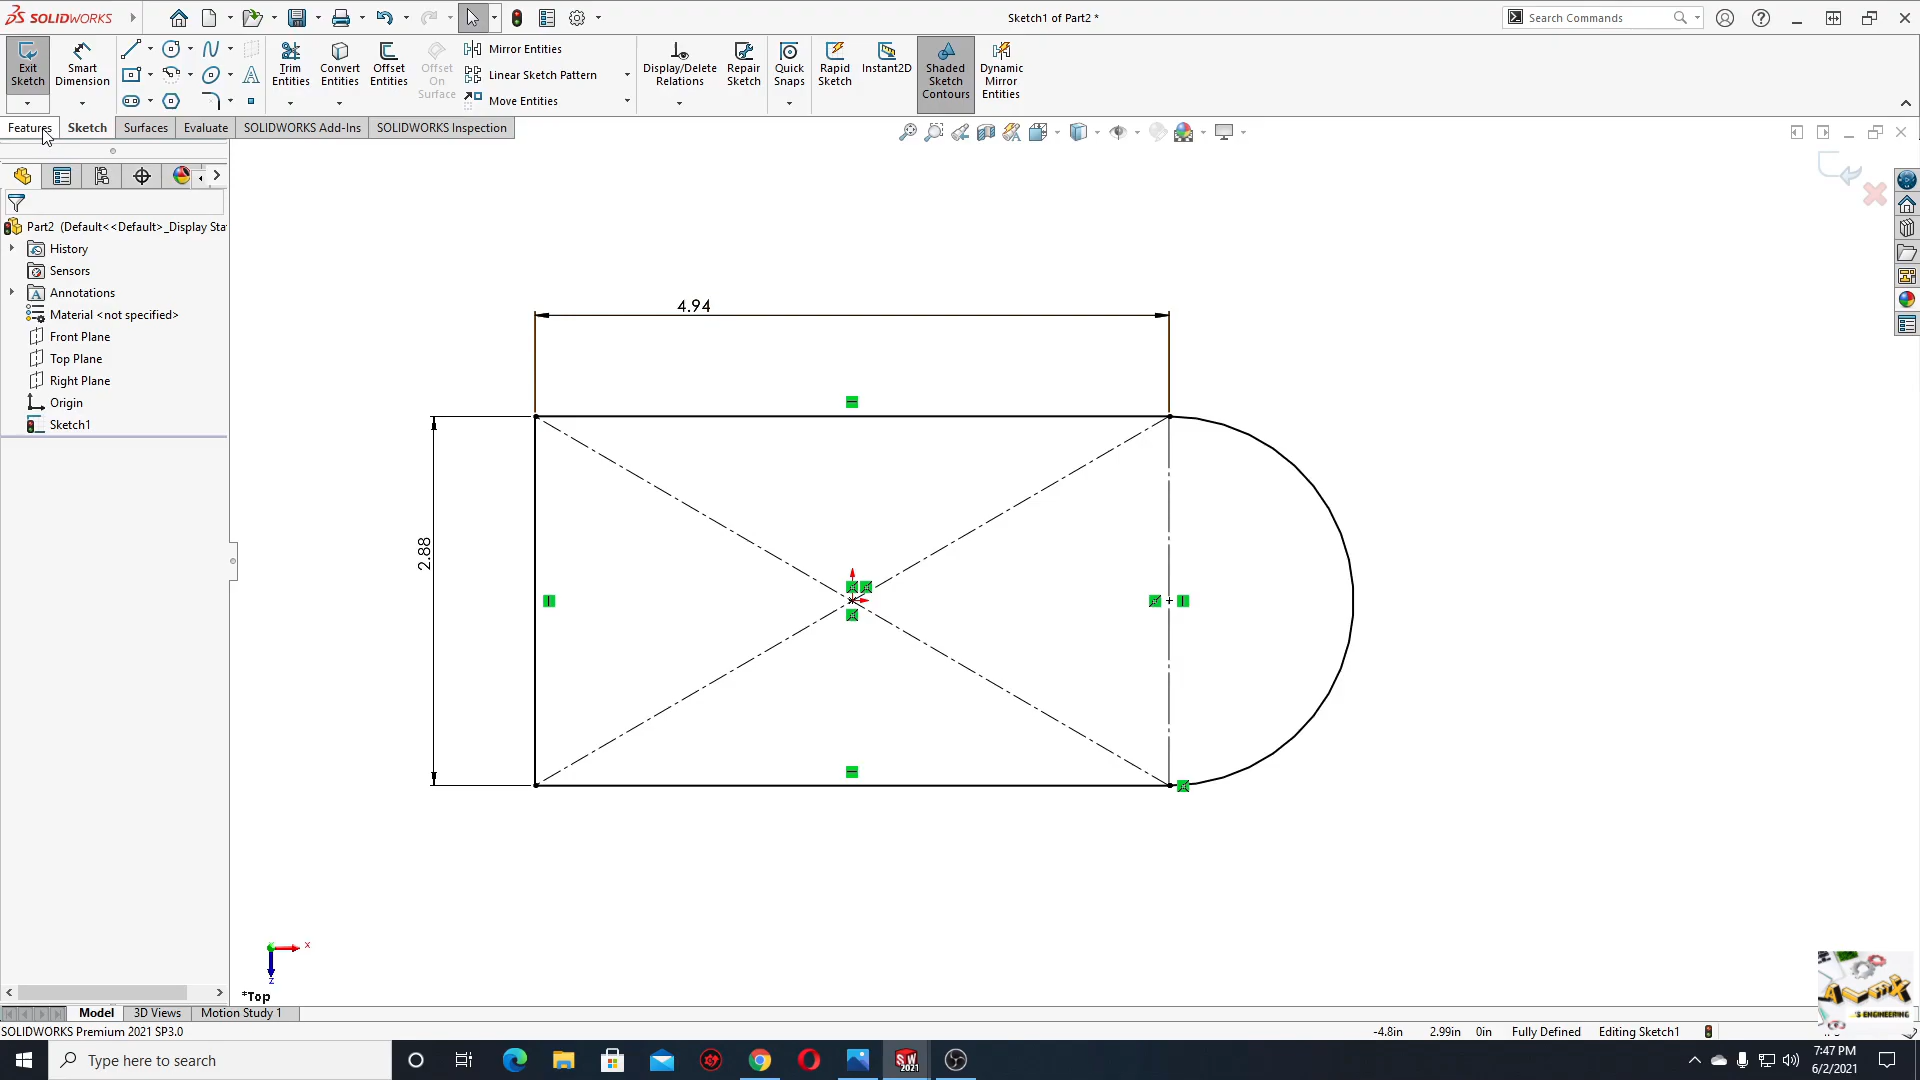 SOLIDWORKS
Sketch1 of Part2 *
Search Commands
Exit Sketch
Smart Dimension
Trim Entities
Convert Entities
Offset Entities
Offset On Surface
Mirror Entities
Linear Sketch Pattern
Move Entities
Display/Delete Relations
Repair Sketch
Quick Snaps
Rapid Sketch
Instant2D
Shaded Sketch Contours
Dynamic Mirror Entities
Features
Sketch
Surfaces
Evaluate
SOLIDWORKS Add-Ins
SOLIDWORKS Inspection
Part2 (Default<<Default>_Display Sta
History
Sensors
Annotations
Material <not specified>
Front Plane
Top Plane
Right Plane
Origin
Sketch1
4.94
2.88
x
z
*Top
Model
3D Views
Motion Study 1
SOLIDWORKS Premium 2021 SP3.0
-4.8in
2.99in
0in
Fully Defined
Editing Sketch1
'S ENGINEERING
Type here to search
SW
2021
7:47 PM
6/2/2021